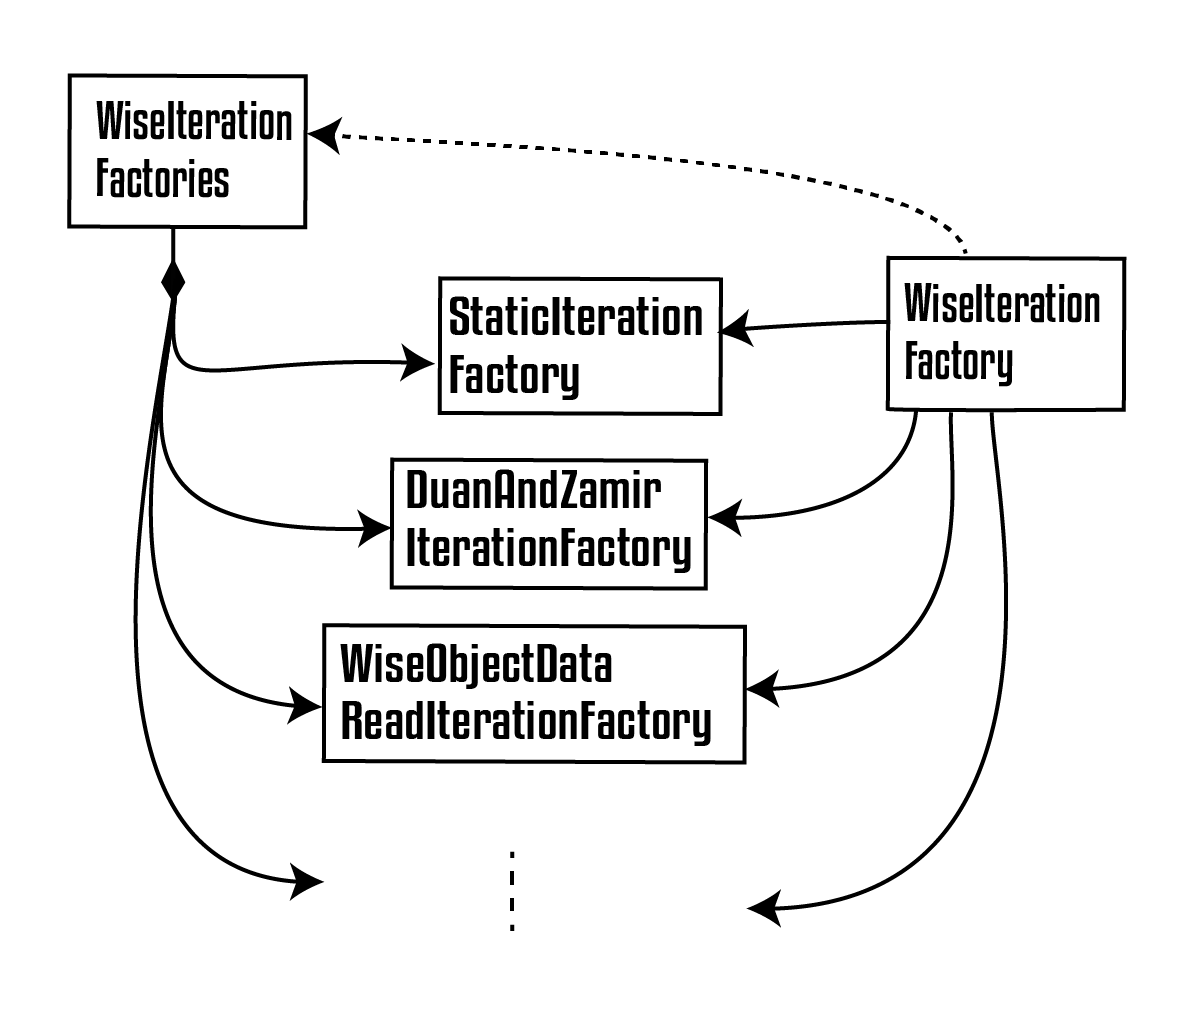 WiseIteration
Factories
StaticIteration
Factory
WiseIteration
Factory
DuanAndZamir
IterationFactory
WiseObjectData
ReadIterationFactory